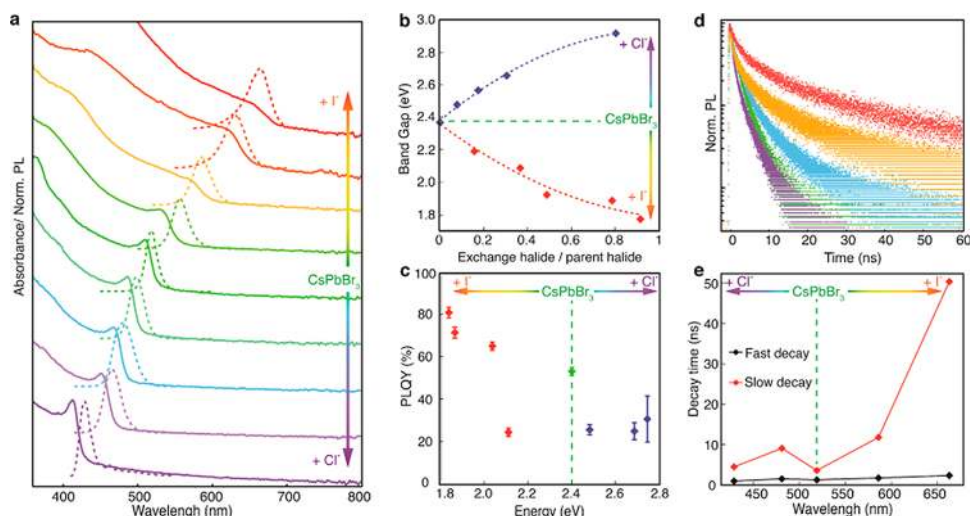 a
Absorbance/ Norm. PL
+ I⁻
CsPbBr₃
+ Cl⁻
400 500 600 700 800
Wavelengh (nm)
b
Band Gap (eV)
3.0
2.8
2.6
2.4
2.2
2.0
1.8
+ Cl⁻
CsPbBr₃
+ I⁻
0 0.2 0.4 0.6 0.8 1
Exchange halide / parent halide
c
PLQY (%)
100
80
60
40
20
0
+ I⁻ CsPbBr₃ + Cl⁻
1.8 2.0 2.2 2.4 2.6 2.8
Energy (eV)
d
Norm. PL
0 10 20 30 40 50 60
Time (ns)
e
Decay time (ns)
50
40
30
20
10
0
+ Cl⁻ CsPbBr₃ + I⁻
Fast decay
Slow decay
450 500 550 600 650
Wavelengh (nm)